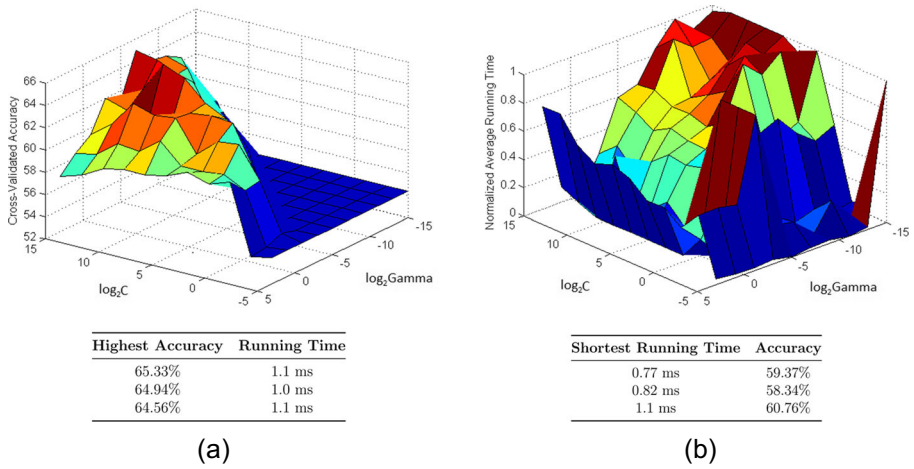 Cross-Validated Accuracy
66
64
62
60
58
56
54
52
15
10
5
0
-5
log₂C
5
0
-5
-10
-15
log₂Gamma
Highest Accuracy Running Time
65.33% 1.1 ms
64.94% 1.0 ms
64.56% 1.1 ms
(a)
Normalized Average Running Time
1
0.8
0.6
0.4
0.2
0
15
10
5
0
-5
log₂C
5
0
-5
-10
-15
log₂Gamma
Shortest Running Time Accuracy
0.77 ms 59.37%
0.82 ms 58.34%
1.1 ms 60.76%
(b)